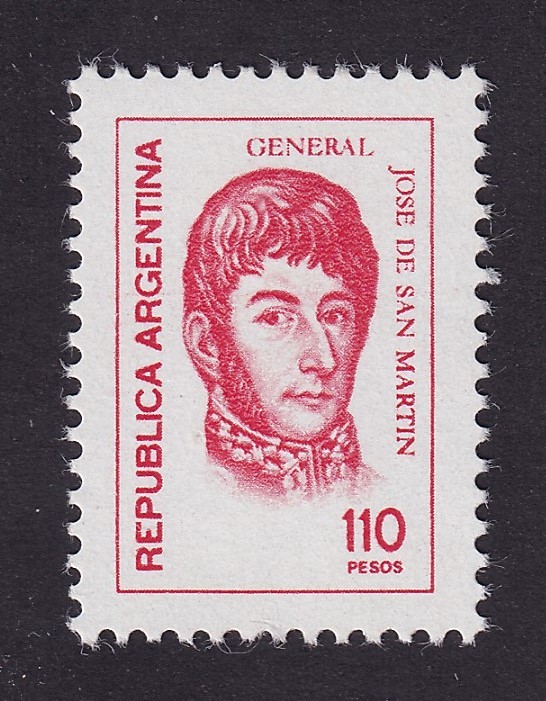 GENERAL
JOSE DE SAN MARTIN
REPUBLICA ARGENTINA
110
PESOS